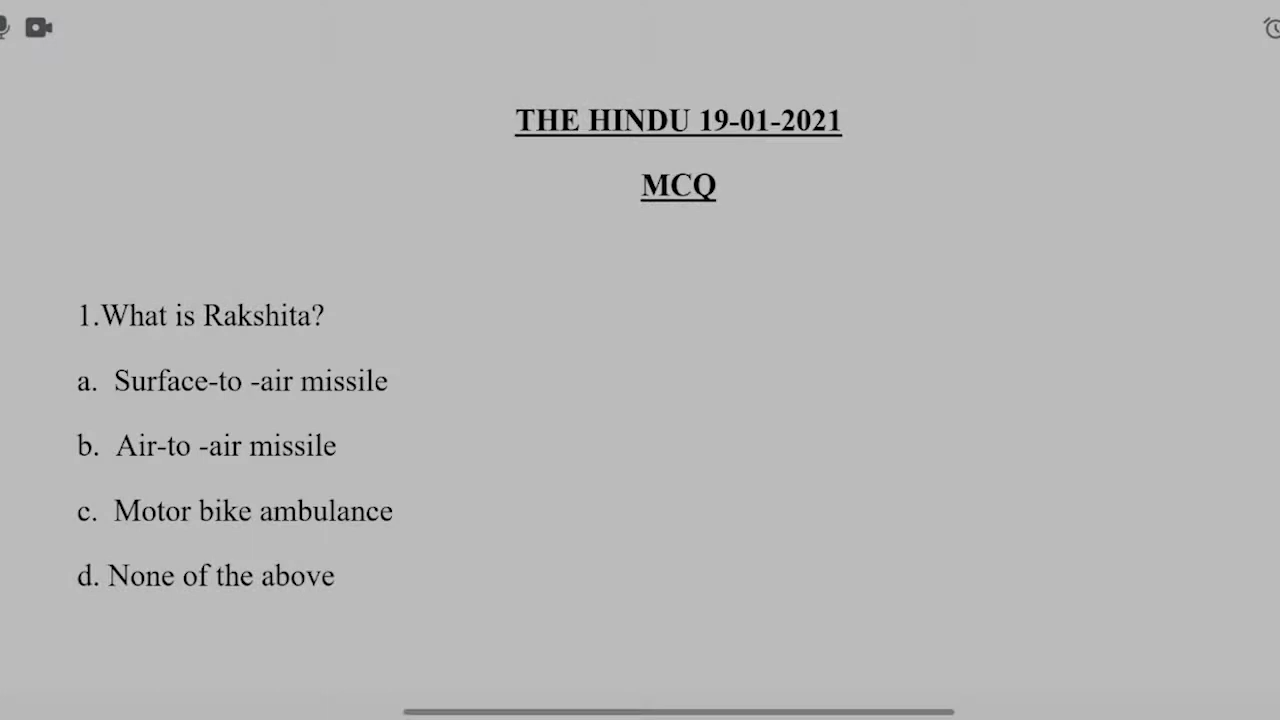 THE HINDU 19-01-2021
MCQ
1.What is Rakshita?
a. Surface-to -air missile
b. Air-to -air missile
c. Motor bike ambulance
d. None of the above